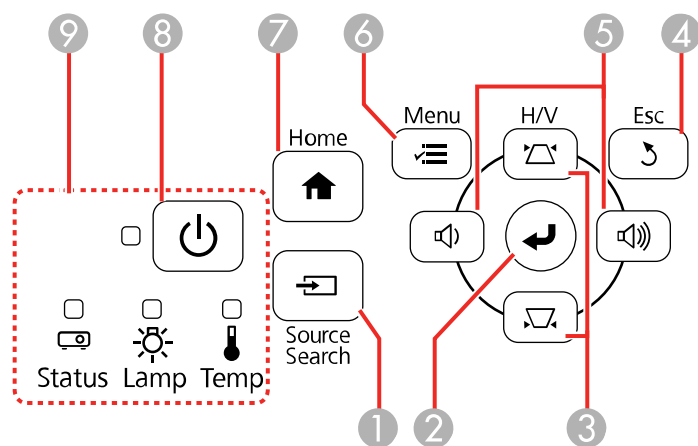 9
8
7
6
5
4
Menu
H/V
Esc
Home
Source
Search
Status
Lamp
Temp
1
2
3